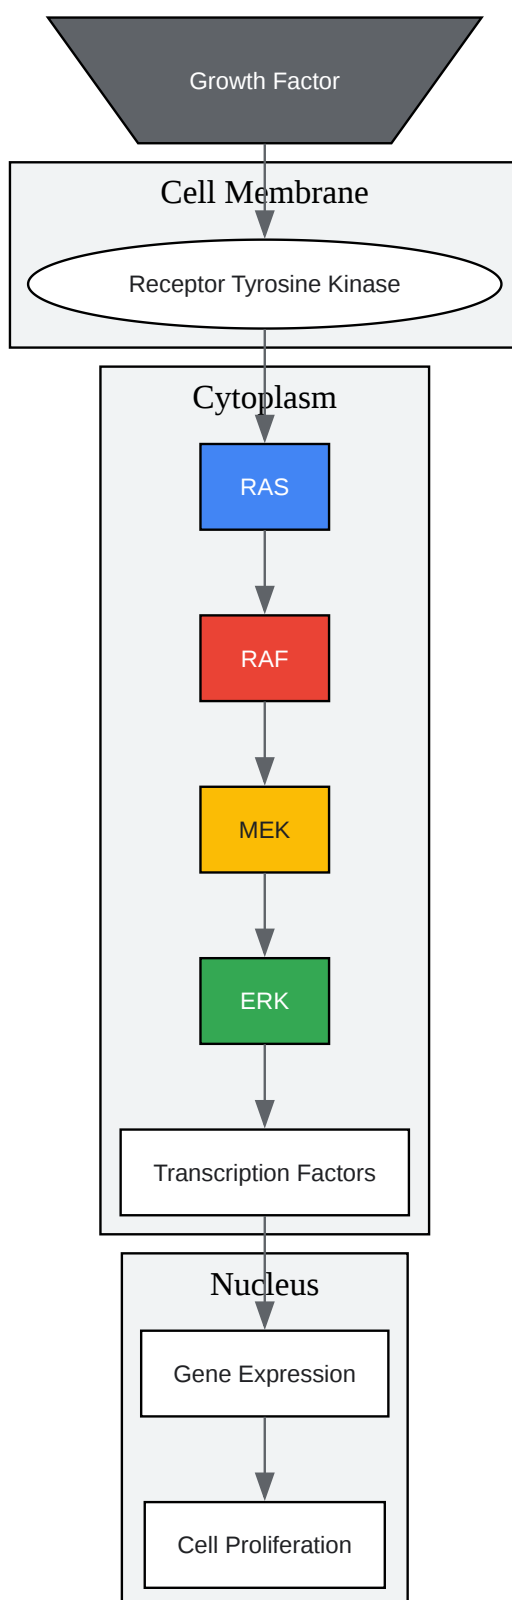 Growth Factor
Cell Membrane
Receptor Tyrosine Kinase
Cytoplasm
RAS
RAF
MEK
ERK
Transcription Factors
Nucleus
Gene Expression
Cell Proliferation